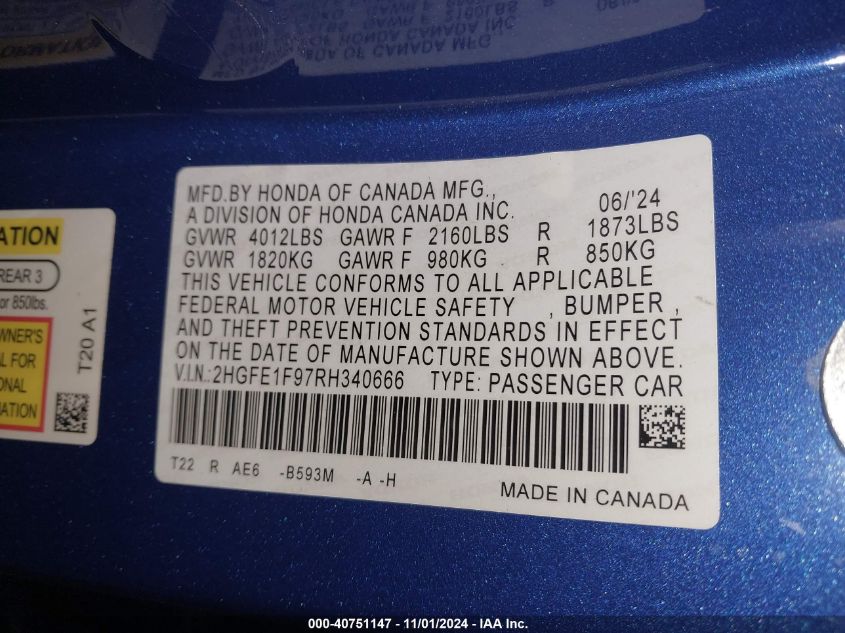 MFD.BY HONDA OF CANADA MFG.,
A DIVISION OF HONDA CANADA INC. 06/'24
GVWR 4012LBS GAWR F 2160LBS R 1873LBS
GVWR 1820KG GAWR F 980KG R 850KG
THIS VEHICLE CONFORMS TO ALL APPLICABLE
FEDERAL MOTOR VEHICLE SAFETY , BUMPER ,
AND THEFT PREVENTION STANDARDS IN EFFECT
ON THE DATE OF MANUFACTURE SHOWN ABOVE.
V.I.N.:2HGFE1F97RH340666 TYPE: PASSENGER CAR
T22 R AE6 -B593M -A -H
MADE IN CANADA
REAR 3
or 850lbs.
T20 A1
000-40751147 • 11/01/2024 - IAA Inc.